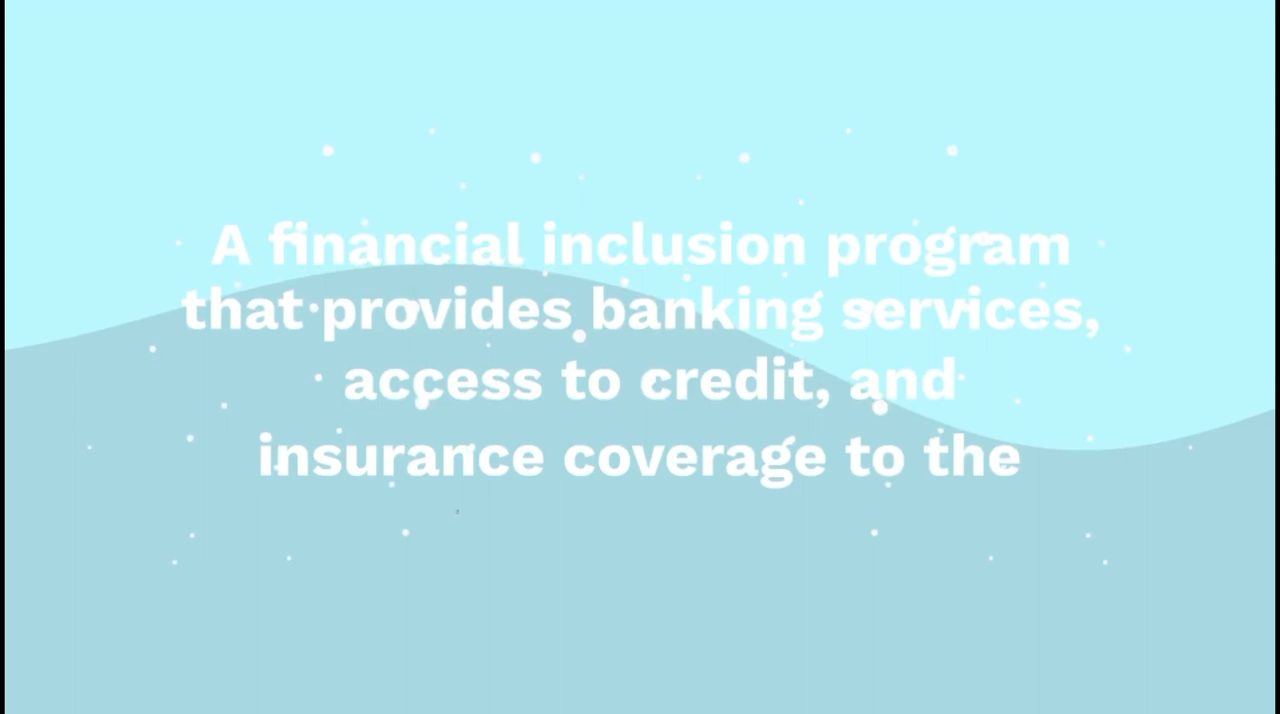 A financial inclusion program
that provides banking services,
access to credit, and
insurance coverage to the